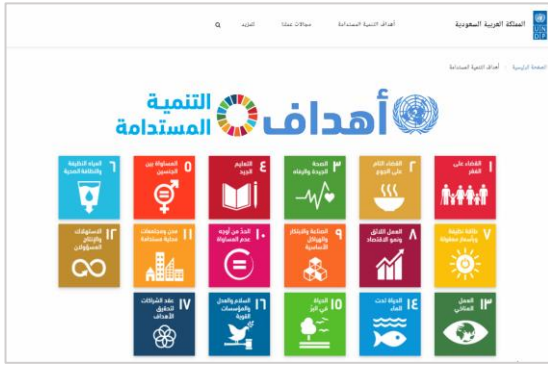 UN
DP
المملكة العربية السعودية
أهداف التنمية المستدامة
مجالات عملنا
المزيد
الصفحة الرئيسية / أهداف التنمية المستدامة
أهداف
التنمية
المستدامة
١ القضاء على
الفقر
٢ القضاء التام
على الجوع
٣ الصحة
الجيدة والرفاه
٤ التعليم
الجيد
٥ المساواة بين
الجنسين
٦ المياه النظيفة
والنظافة الصحية
٧ طاقة نظيفة
وبأسعار معقولة
٨ العمل اللائق
ونمو الاقتصاد
٩ الصناعة والابتكار
والهياكل
الأساسية
١٠ الحدّ من أوجه
عدم المساواة
١١ مدن ومجتمعات
محلية مستدامة
١٢ الاستهلاك
والإنتاج
المسؤولان
١٣ العمل
المناخي
١٤ الحياة تحت
الماء
١٥ الحياة
في البرّ
١٦ السلام والعدل
والمؤسسات
القوية
١٧ عقد الشراكات
لتحقيق
الأهداف